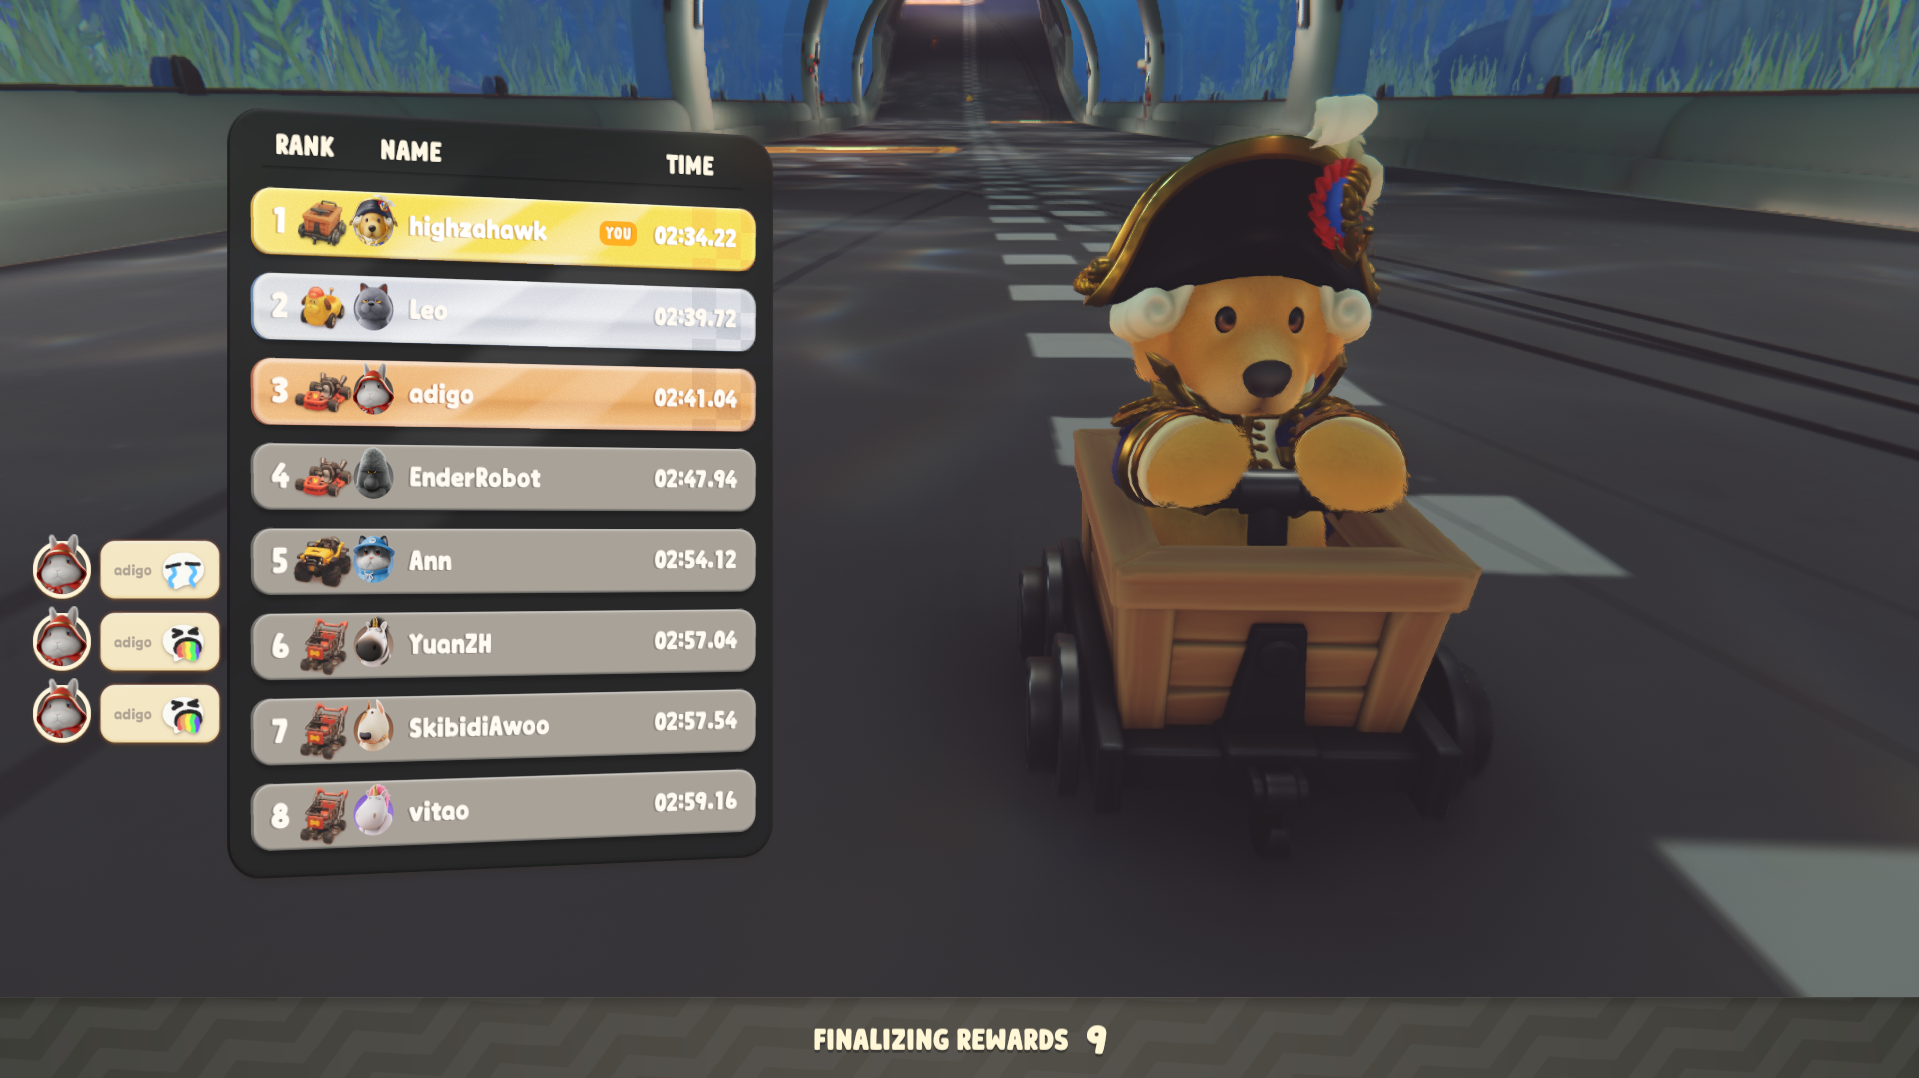 RANK NAME TIME
1 highzahawk YOU 02:34.22
2 Leo 02:39.72
3 adigo 02:41.04
4 EnderRobot 02:47.94
5 Ann 02:54.12
6 YuanZH 02:57.04
7 SkibidiAwoo 02:57.54
8 vitao 02:59.16
adigo
adigo
adigo
FINALIZING REWARDS 9